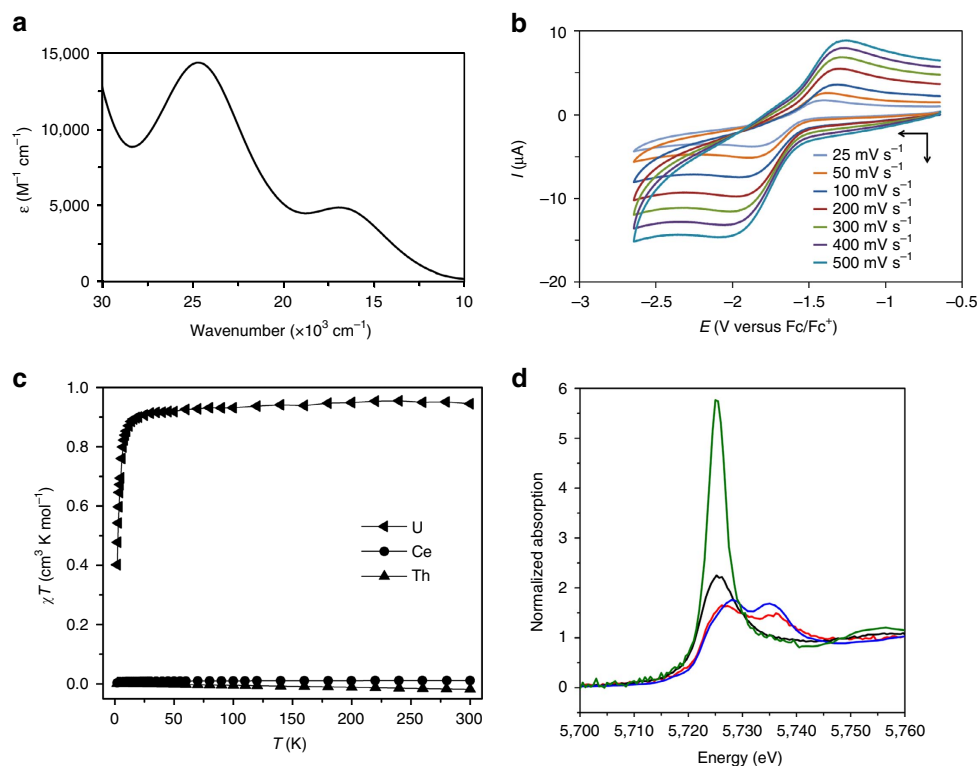 a
15,000
10,000
5,000
0
ε (M⁻¹ cm⁻¹)
30
25
20
15
10
Wavenumber (×10³ cm⁻¹)
b
10
0
−10
−20
I (μA)
25 mV s⁻¹
50 mV s⁻¹
100 mV s⁻¹
200 mV s⁻¹
300 mV s⁻¹
400 mV s⁻¹
500 mV s⁻¹
−3
−2.5
−2
−1.5
−1
−0.5
E (V versus Fc/Fc⁺)
c
1.0
0.8
0.6
0.4
0.2
0.0
χT (cm³ K mol⁻¹)
U
Ce
Th
0
50
100
150
200
250
300
T (K)
d
6
5
4
3
2
1
0
Normalized absorption
5,700
5,710
5,720
5,730
5,740
5,750
5,760
Energy (eV)